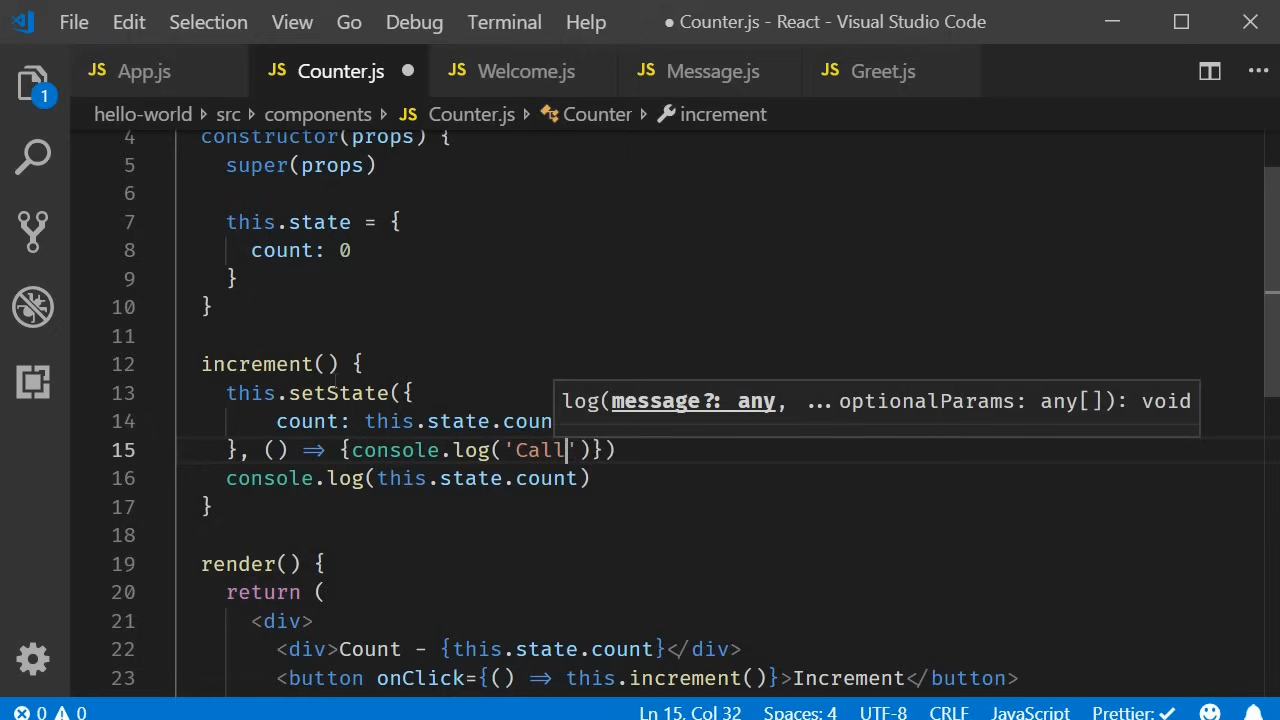 File Edit Selection View Go Debug Terminal Help ● Counter.js - React - Visual Studio Code
JS App.js JS Counter.js ● JS Welcome.js JS Message.js JS Greet.js
1
hello-world > src > components > JS Counter.js > Counter > increment
4 constructor(props) {
5 super(props)
6
7 this.state = {
8 count: 0
9 }
10 }
11
12 increment() {
13 this.setState({
log(message?: any, ...optionalParams: any[]): void
14 count: this.state.coun
15 }, () => {console.log('Call')})
16 console.log(this.state.count)
17 }
18
19 render() {
20 return (
21 <div>
22 <div>Count - {this.state.count}</div>
23 <button onClick={() => this.increment()}>Increment</button>
0 0 Ln 15, Col 32 Spaces: 4 UTF-8 CRLF JavaScript Prettier: ✓